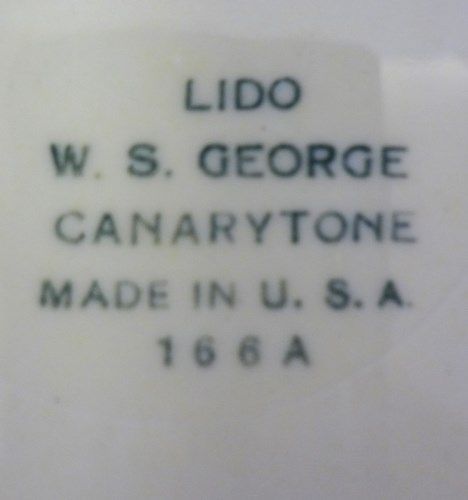 LIDO
W. S. GEORGE
CANARYTONE
MADE IN U. S. A.
166A